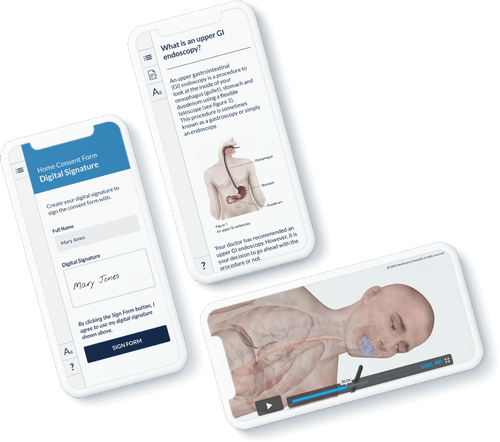 What is an upper GI
endoscopy?
An upper gastrointestinal
(GI) endoscopy is a procedure to
look at the inside of your
oesophagus (gullet), stomach and
duodenum using a flexible
telescope (see figure 1).
This procedure is sometimes
known as a gastroscopy or simply
an endoscopy.
Oesophagus
Stomach
Duodenum
Figure 1
An upper GI endoscopy
Your doctor has recommended an
upper GI endoscopy. However, it is
your decision to go ahead with the
procedure or not.
?
Home Consent Form
Digital Signature
Create your digital signature to
sign the consent form with.
Full Name
Mary Jones
Digital Signature
Mary Jones
By clicking the Sign Form button, I
agree to use my digital signature
shown above.
SIGN FORM
Aa
?
Aa
HD